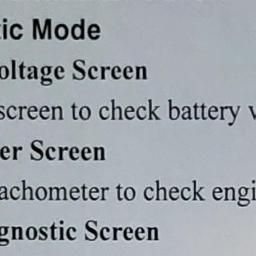 tic Mode
oltage Screen
screen to check battery v
er Screen
achometer to check engi
gnostic Screen